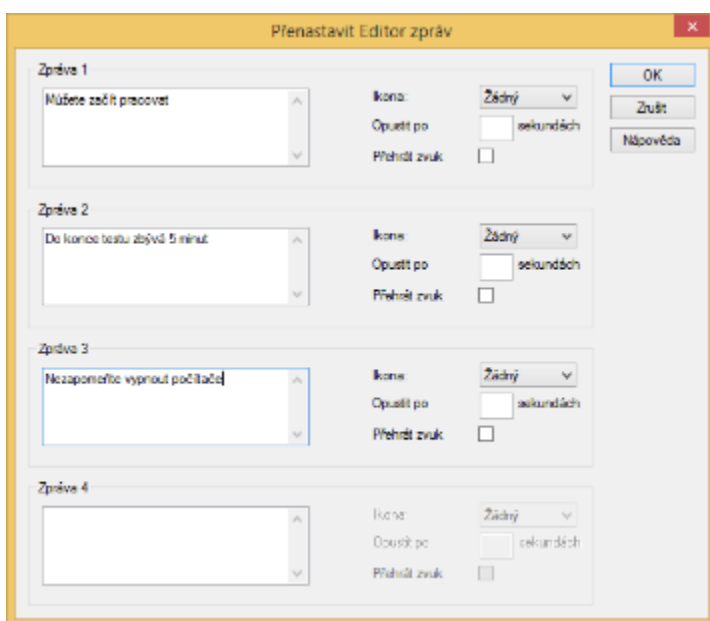 Přenastavit Editor zpráv
Zpráva 1
Můžete začít pracovat
Ikona: Žádný
Opustit po sekundách
Přehrát zvuk
OK
Zrušit
Nápověda
Zpráva 2
Do konce testu zbývá 5 minut
Ikona: Žádný
Opustit po sekundách
Přehrát zvuk
Zpráva 3
Nezapomeňte vypnout počítače
Ikona: Žádný
Opustit po sekundách
Přehrát zvuk
Zpráva 4
Ikona: Žádný
Opustit po sekundách
Přehrát zvuk